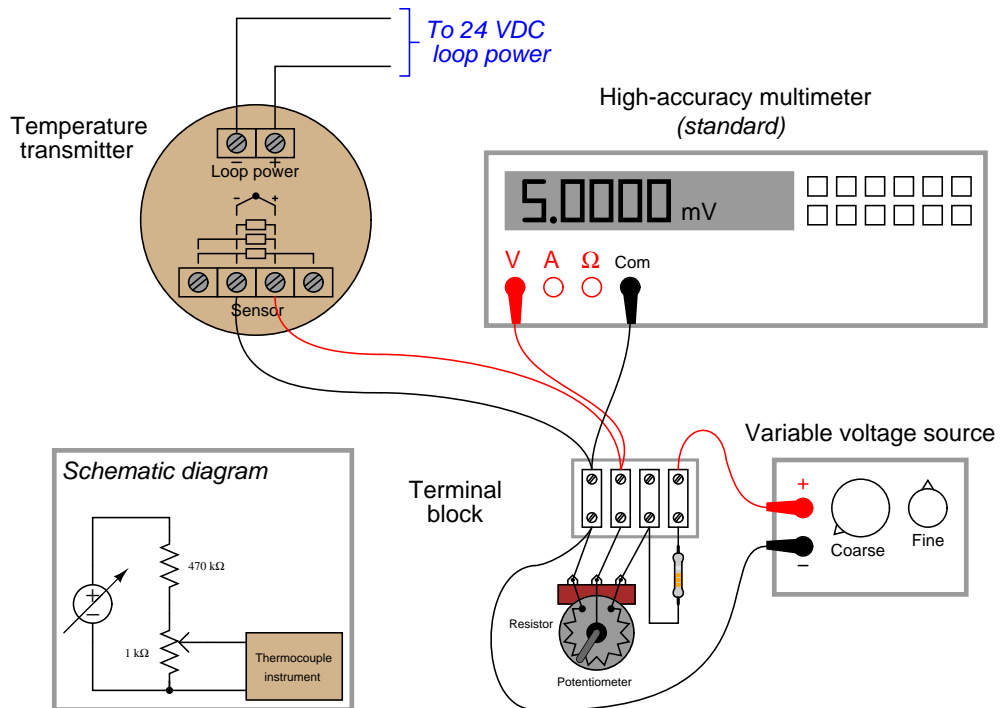 To 24 VDC
loop power
Temperature
transmitter
− +
Loop power
- +
Sensor
High-accuracy multimeter
(standard)
5.0000 mV
V A Ω Com
Variable voltage source
+
−
Coarse
Fine
Terminal
block
Resistor
Potentiometer
Schematic diagram
470 kΩ
+
−
1 kΩ
Thermocouple
instrument